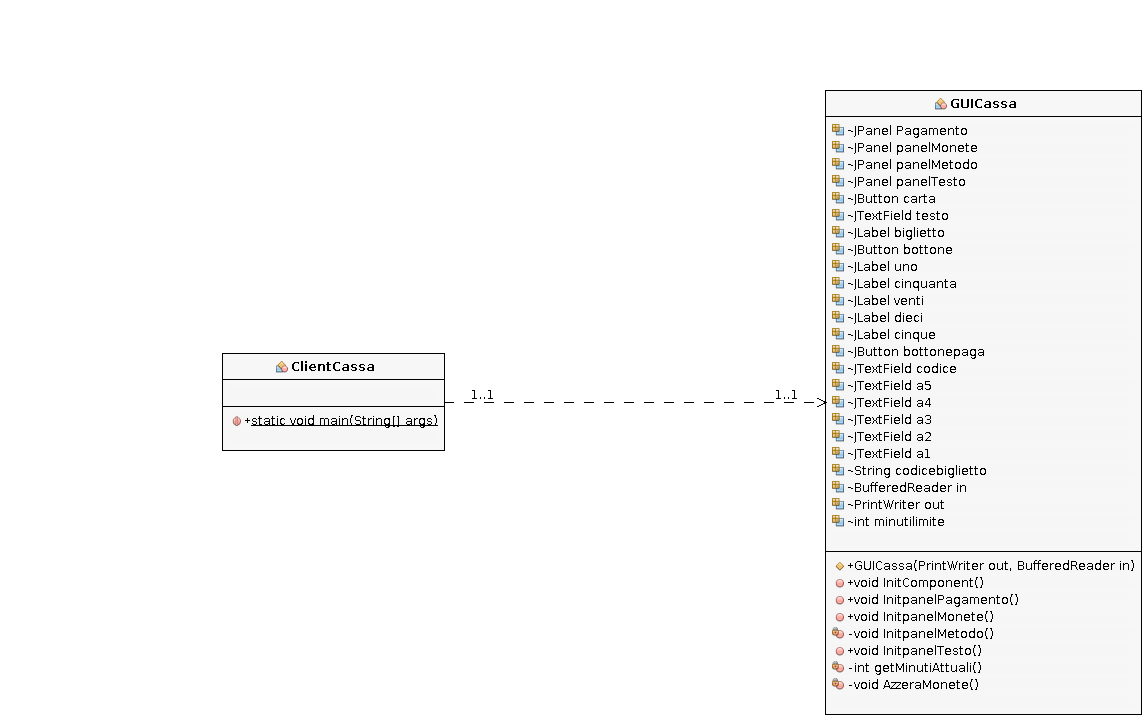 GUICassa
~JPanel Pagamento
~JPanel panelMonete
~JPanel panelMetodo
~JPanel panelTesto
~JButton carta
~JTextField testo
~JLabel biglietto
~JButton bottone
~JLabel uno
~JLabel cinquanta
~JLabel venti
~JLabel dieci
~JLabel cinque
~JButton bottonepaga
~JTextField codice
~JTextField a5
~JTextField a4
~JTextField a3
~JTextField a2
~JTextField a1
~String codicebiglietto
~BufferedReader in
~PrintWriter out
~int minutilimite
+GUICassa(PrintWriter out, BufferedReader in)
+void InitComponent()
+void InitpanelPagamento()
+void InitpanelMonete()
-void InitpanelMetodo()
+void InitpanelTesto()
-int getMinutiAttuali()
-void AzzeraMonete()
ClientCassa
+static void main(String[] args)
1..1
1..1